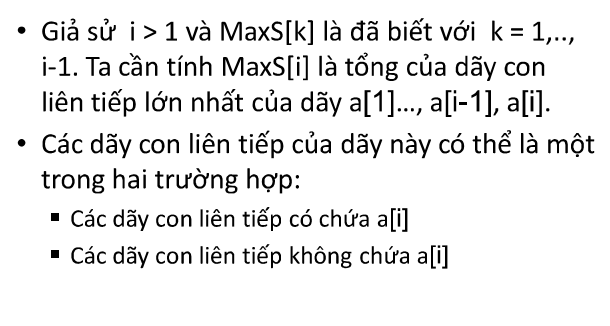 • Giả sử i > 1 và MaxS[k] là đã biết với k = 1,..,
i-1. Ta cần tính MaxS[i] là tổng của dãy con
liên tiếp lớn nhất của dãy a[1]…, a[i-1], a[i].
• Các dãy con liên tiếp của dãy này có thể là một
trong hai trường hợp:
▪ Các dãy con liên tiếp có chứa a[i]
▪ Các dãy con liên tiếp không chứa a[i]